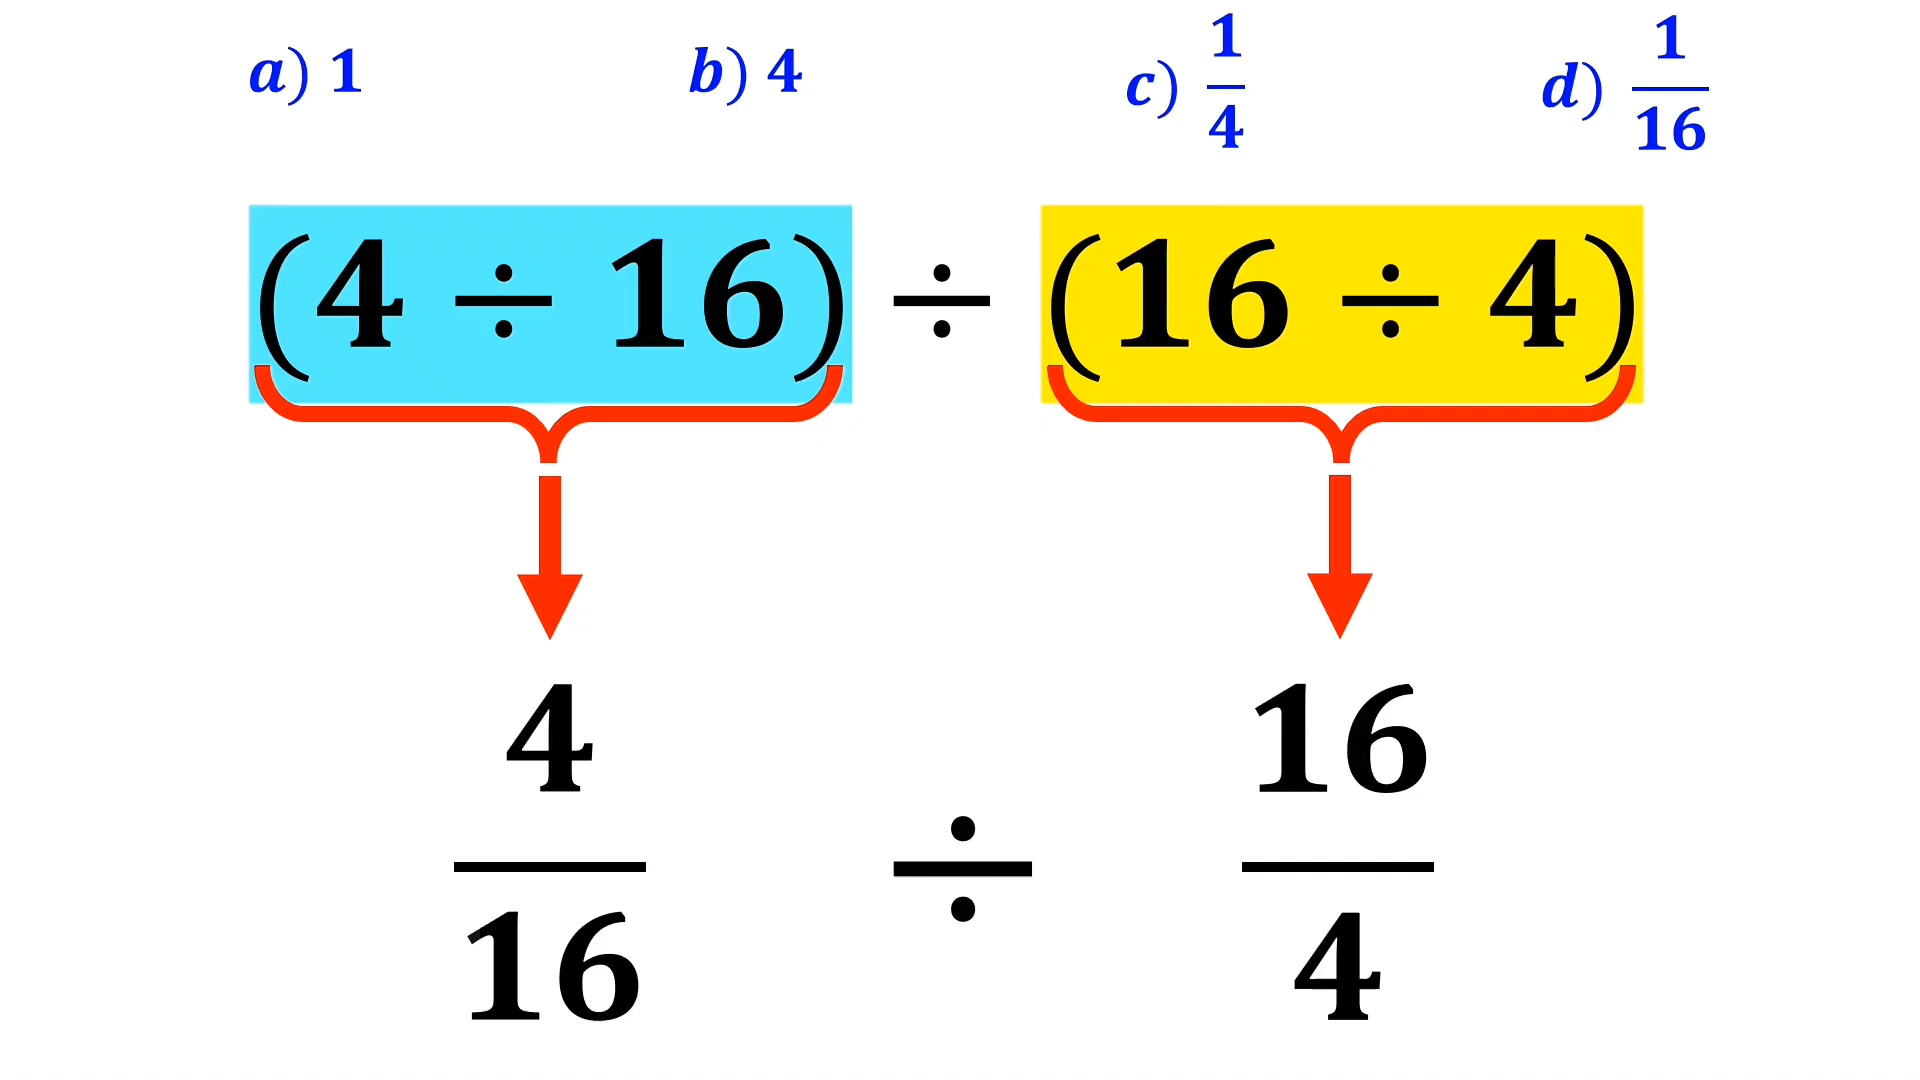 a) 1 b) 4 c) 1/4 d) 1/16
(4 ÷ 16) ÷ (16 ÷ 4)
4/16 ÷ 16/4